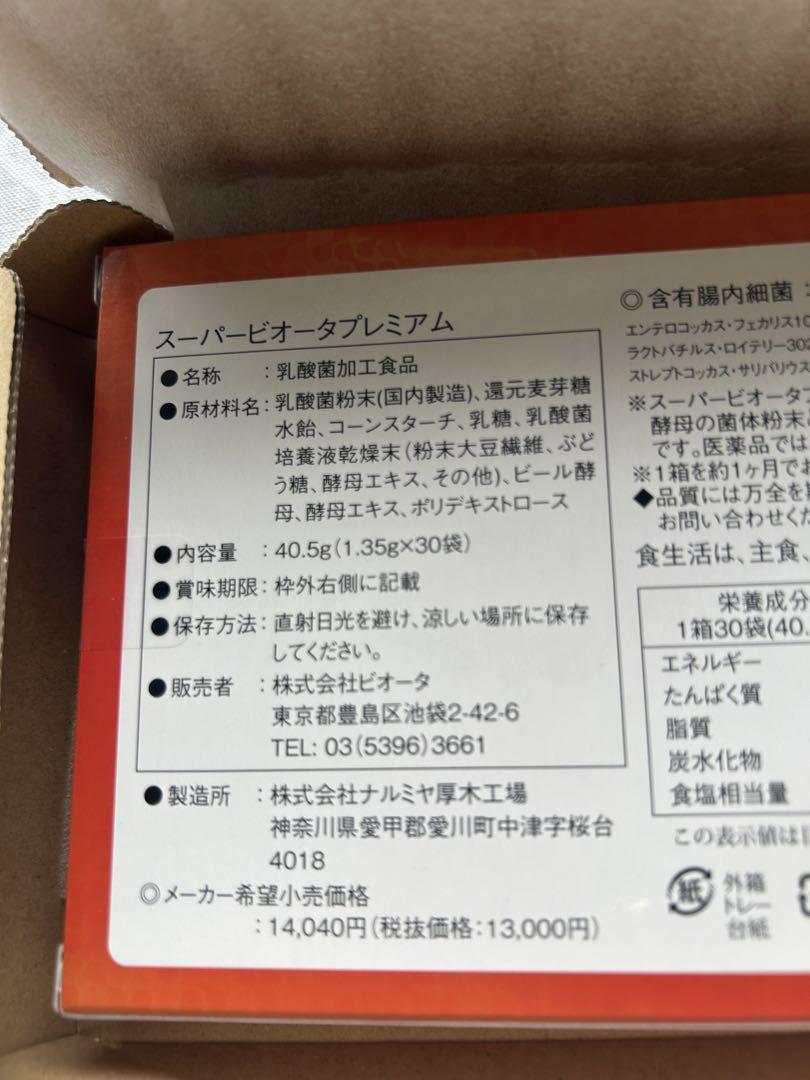 スーパービオータプレミアム
●名称 ：乳酸菌加工食品
●原材料名：乳酸菌粉末(国内製造)、還元麦芽糖
水飴、コーンスターチ、乳糖、乳酸菌
培養液乾燥末(粉末大豆繊維、ぶど
う糖、酵母エキス、その他)、ビール酵
母、酵母エキス、ポリデキストロース
●内容量 ：40.5g(1.35g×30袋)
●賞味期限：枠外右側に記載
●保存方法：直射日光を避け、涼しい場所に保存
してください。
●販売者 ：株式会社ビオータ
東京都豊島区池袋2-42-6
TEL: 03(5396)3661
●製造所 ：株式会社ナルミヤ厚木工場
神奈川県愛甲郡愛川町中津字桜台
4018
◎メーカー希望小売価格
：14,040円(税抜価格：13,000円)
◎含有腸内細菌：
エンテロコッカス・フェカリス10
ラクトバチルス・ロイテリー302
ストレプトコッカス・サリバリウス
※スーパービオータプ
酵母の菌体粉末
です。医薬品では
※1箱を約1ヶ月でお
◆品質には万全を
お問い合わせくだ
食生活は、主食、
栄養成分
1箱30袋(40.
エネルギー
たんぱく質
脂質
炭水化物
食塩相当量
この表示値は
紙
外箱
トレー
台紙